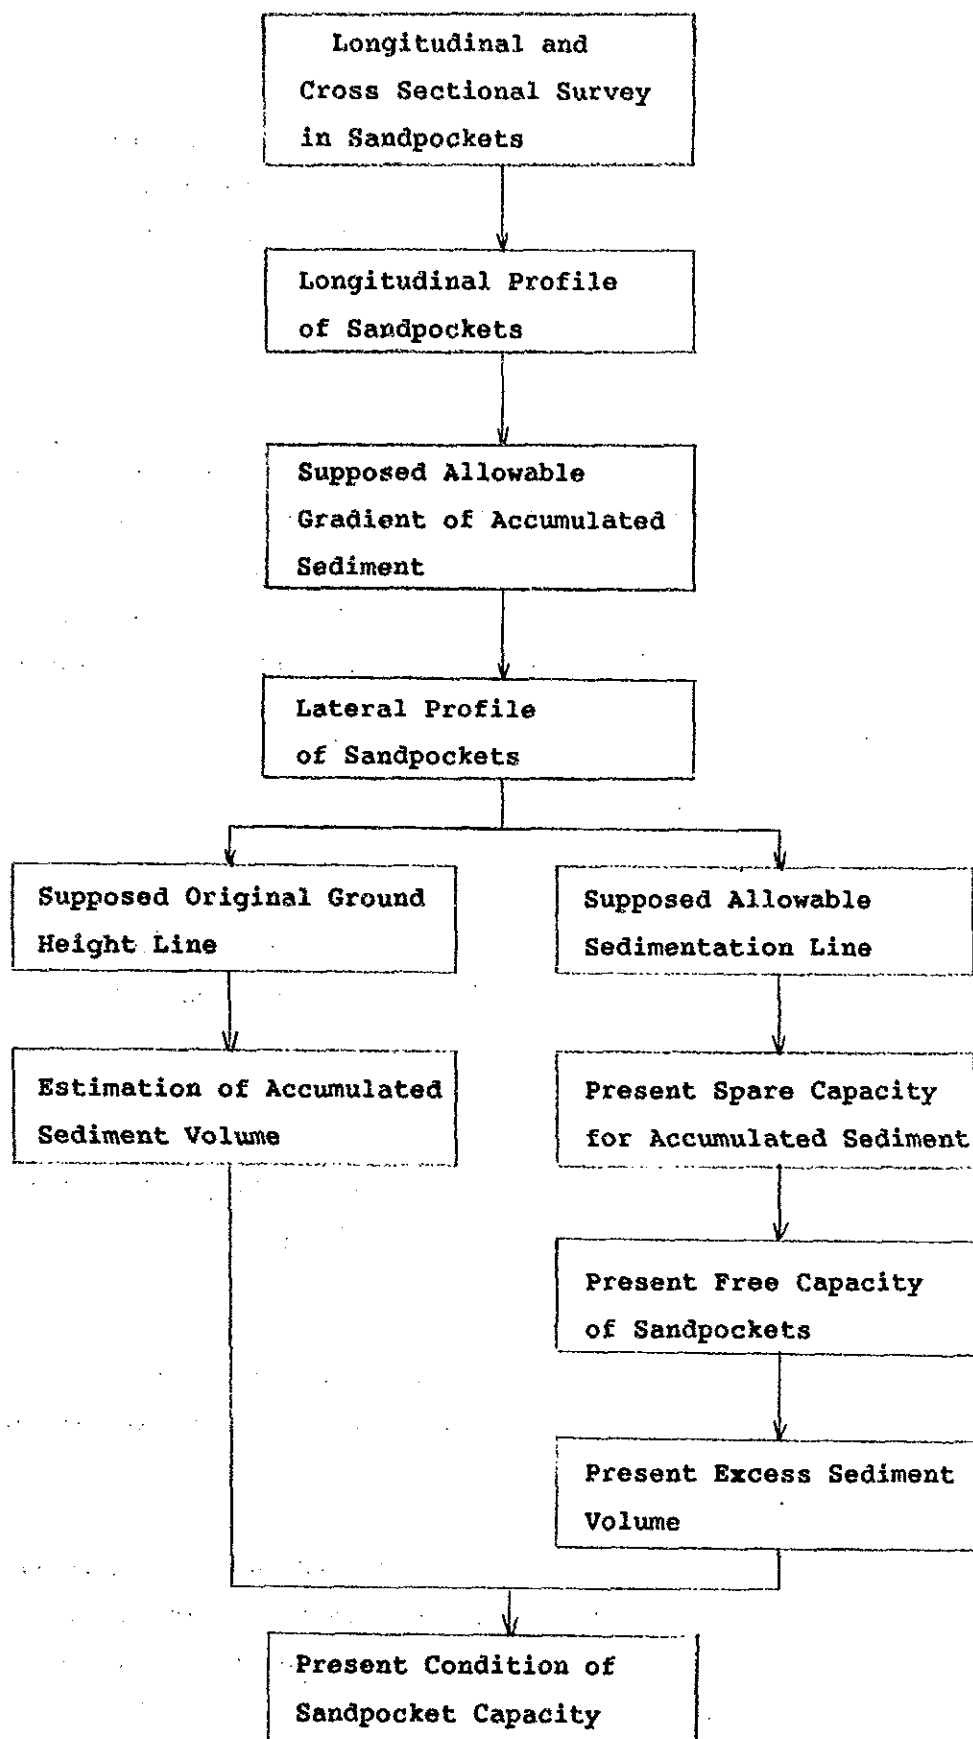 Longitudinal and
Cross Sectional Survey
in Sandpockets
Longitudinal Profile
of Sandpockets
Supposed Allowable
Gradient of Accumulated
Sediment
Lateral Profile
of Sandpockets
Supposed Original Ground
Height Line
Estimation of Accumulated
Sediment Volume
Supposed Allowable
Sedimentation Line
Present Spare Capacity
for Accumulated Sediment
Present Free Capacity
of Sandpockets
Present Excess Sediment
Volume
Present Condition of
Sandpocket Capacity